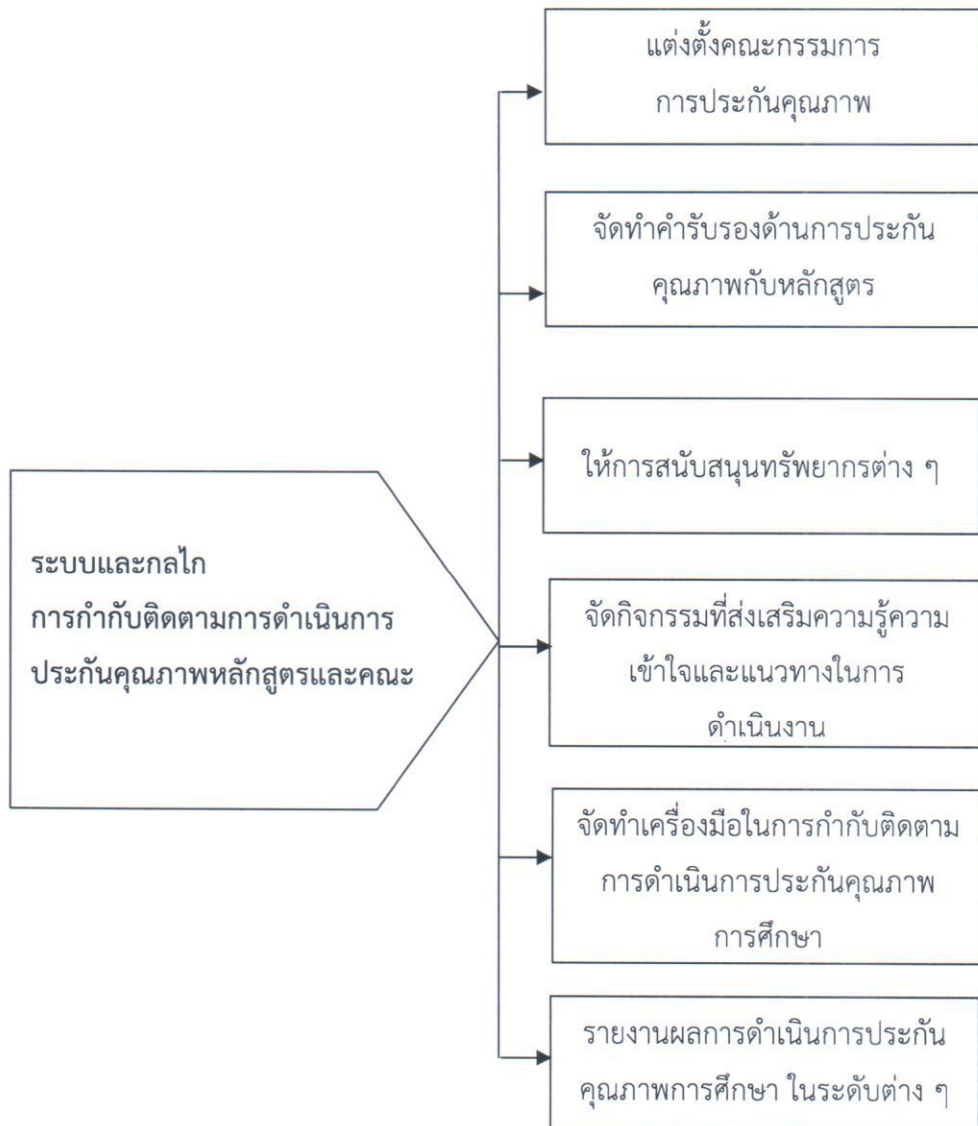 แต่งตั้งคณะกรรมการ
การประกันคุณภาพ
จัดทำคำรับรองด้านการประกัน
คุณภาพกับหลักสูตร
ให้การสนับสนุนทรัพยากรต่าง ๆ
ระบบและกลไก
การกำกับติดตามการดำเนินการ
ประกันคุณภาพหลักสูตรและคณะ
จัดกิจกรรมที่ส่งเสริมความรู้ความ
เข้าใจและแนวทางในการ
ดำเนินงาน
จัดทำเครื่องมือในการกำกับติดตาม
การดำเนินการประกันคุณภาพ
การศึกษา
รายงานผลการดำเนินการประกัน
คุณภาพการศึกษา ในระดับต่าง ๆ